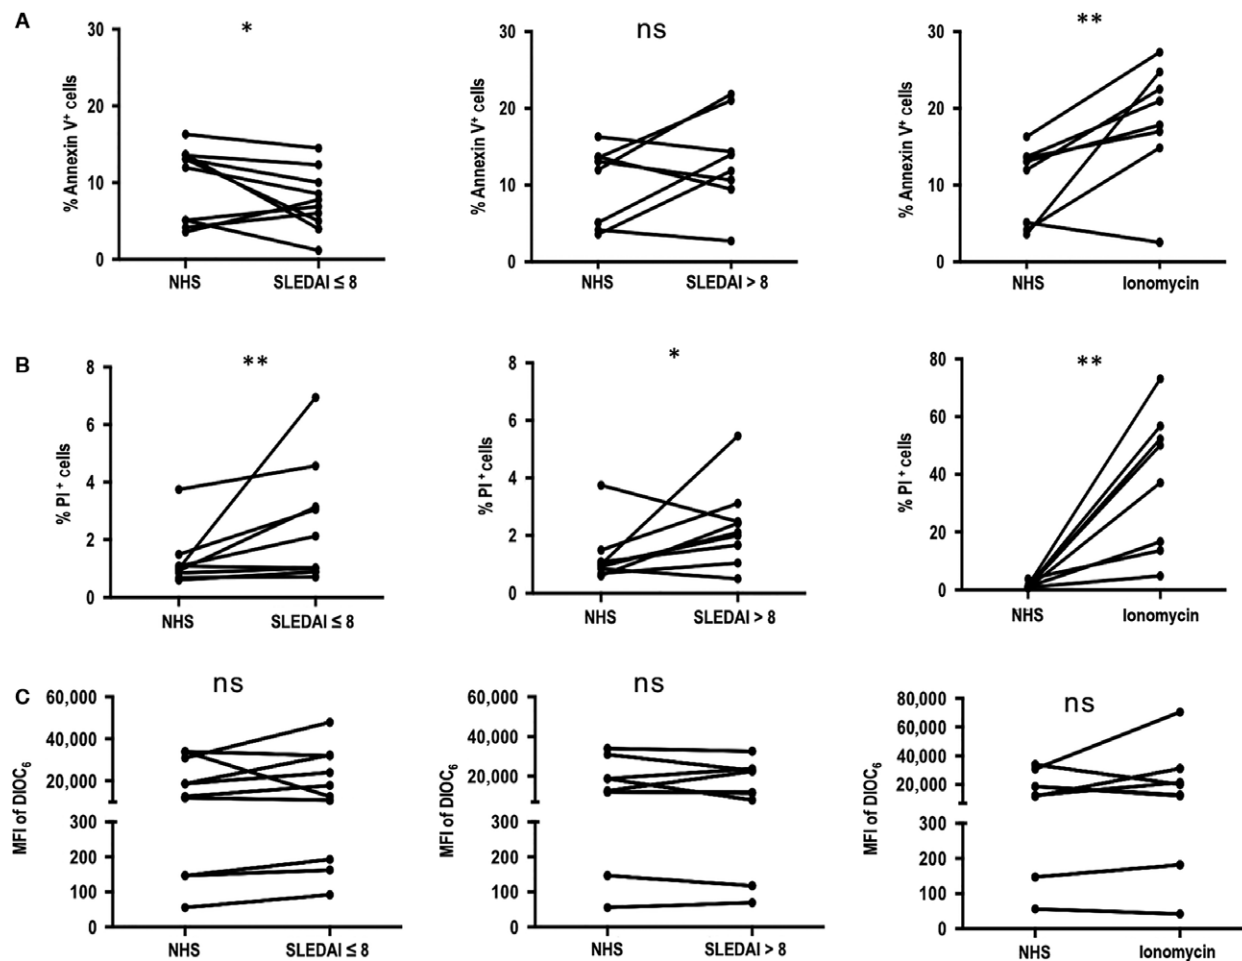 A
*
30
20
10
0
% Annexin V⁺ cells
NHS
SLEDAI ≤ 8
ns
30
20
10
0
% Annexin V⁺ cells
NHS
SLEDAI > 8
**
30
20
10
0
% Annexin V⁺ cells
NHS
Ionomycin
B
**
8
6
4
2
0
% PI ⁺ cells
NHS
SLEDAI ≤ 8
*
8
6
4
2
0
% PI ⁺ cells
NHS
SLEDAI > 8
**
80
60
40
20
0
% PI ⁺ cells
NHS
Ionomycin
C
ns
60,000
40,000
20,000
300
200
100
0
MFI of DIOC₆
NHS
SLEDAI ≤ 8
ns
60,000
40,000
20,000
300
200
100
0
MFI of DIOC₆
NHS
SLEDAI > 8
ns
80,000
60,000
40,000
20,000
300
200
100
0
MFI of DIOC₆
NHS
Ionomycin